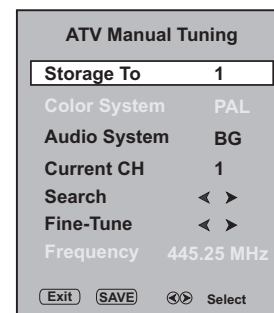 ATV Manual Tuning
Storage To 1
Color System PAL
Audio System BG
Current CH 1
Search
Fine-Tune
Frequency 445.25 MHz
Exit SAVE Select